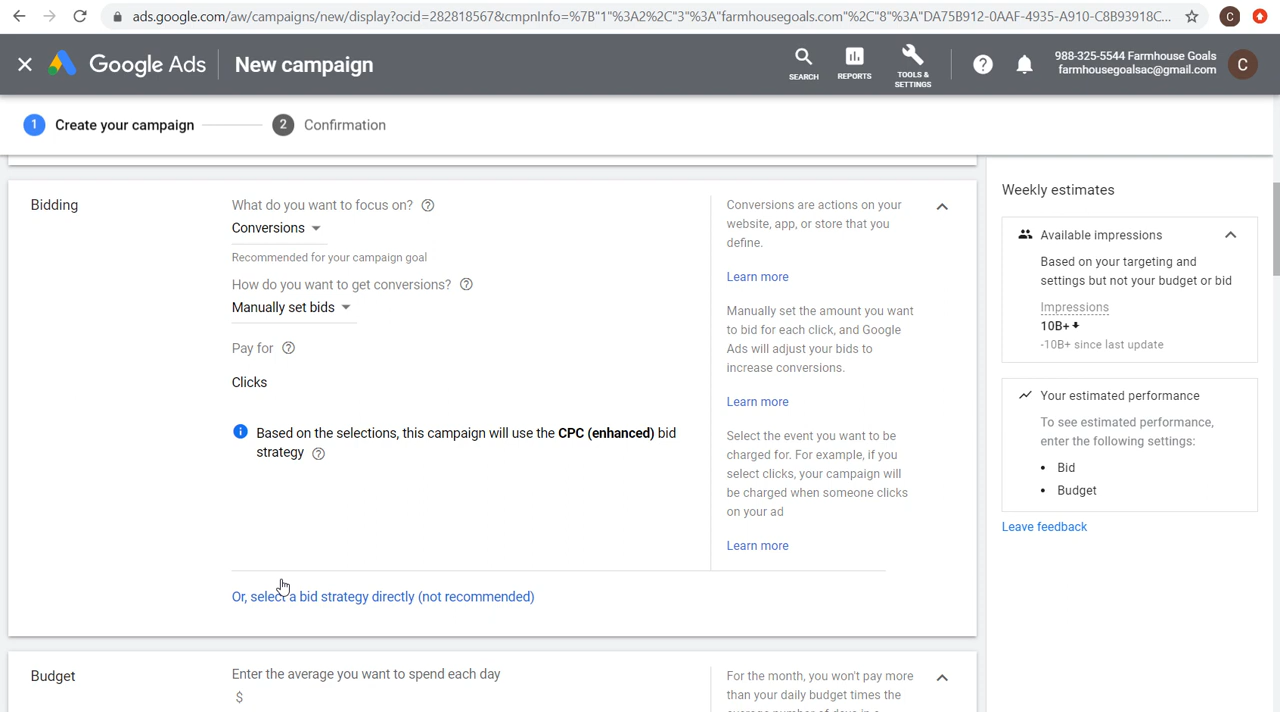 ads.google.com/aw/campaigns/new/display?ocid=282818567&cmpnInfo=%7B"1"%3A2%2C"3"%3A"farmhousegoals.com"%2C"8"%3A"DA75B912-0AAF-4935-A910-C8B93918C...
C
Google Ads
New campaign
SEARCH
REPORTS
TOOLS &
SETTINGS
988-325-5544 Farmhouse Goals
farmhousegoalsac@gmail.com
C
1 Create your campaign
2 Confirmation
Bidding
What do you want to focus on?
Conversions
Recommended for your campaign goal
How do you want to get conversions?
Manually set bids
Pay for
Clicks
Based on the selections, this campaign will use the CPC (enhanced) bid
strategy
Or, select a bid strategy directly (not recommended)
Conversions are actions on your
website, app, or store that you
define.
Learn more
Manually set the amount you want
to bid for each click, and Google
Ads will adjust your bids to
increase conversions.
Learn more
Select the event you want to be
charged for. For example, if you
select clicks, your campaign will
be charged when someone clicks
on your ad
Learn more
Budget
Enter the average you want to spend each day
$
For the month, you won't pay more
than your daily budget times the
Weekly estimates
Available impressions
Based on your targeting and
settings but not your budget or bid
Impressions
10B+
-10B+ since last update
Your estimated performance
To see estimated performance,
enter the following settings:
• Bid
• Budget
Leave feedback